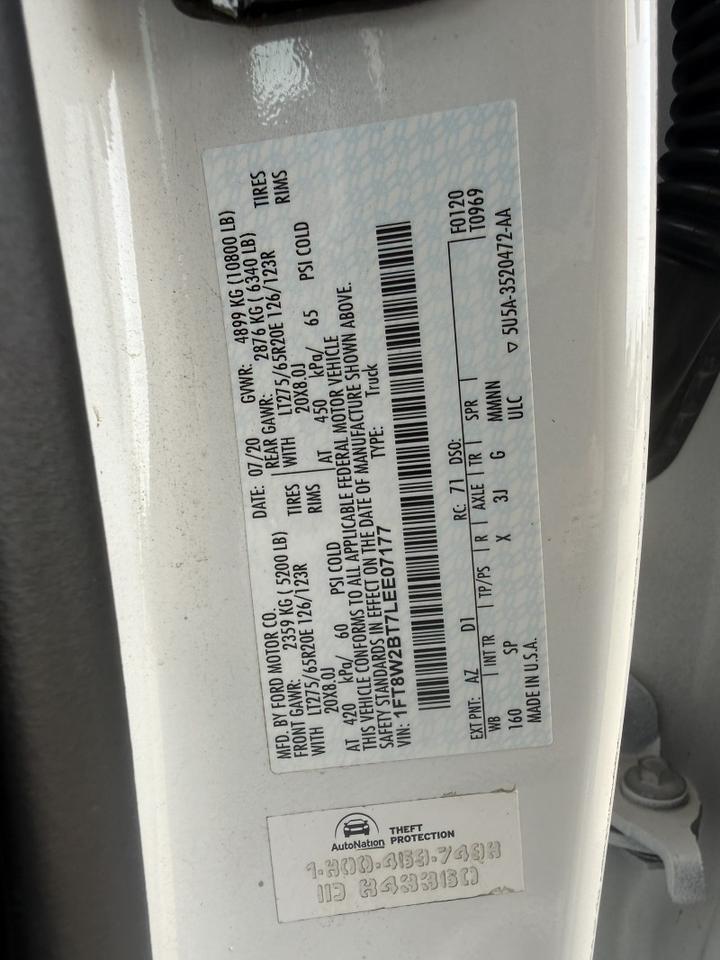 MFD. BY FORD MOTOR CO.
DATE: 07/20 GVWR: 4899 KG (10800 LB)
FRONT GAWR: 2359 KG ( 5200 LB) REAR GAWR: 2876 KG ( 6340 LB)
WITH LT275/65R20E 126/123R TIRES WITH LT275/65R20E 126/123R TIRES
20X8.0J RIMS 20X8.0J RIMS
AT 420 kPa/ 60 PSI COLD AT 450 kPa/ 65 PSI COLD
THIS VEHICLE CONFORMS TO ALL APPLICABLE FEDERAL MOTOR VEHICLE
SAFETY STANDARDS IN EFFECT ON THE DATE OF MANUFACTURE SHOWN ABOVE.
VIN: 1FT8W2BT7LEE07177 TYPE: Truck
EXT PNT: AZ D1 RC: 71 DSO: F0120
WB INT TR TP/PS R AXLE TR SPR T0969
160 SP X 3J G MMNN
MADE IN U.S.A. ULC ▽ 5U5A-3520472-AA
AutoNation
THEFT
PROTECTION